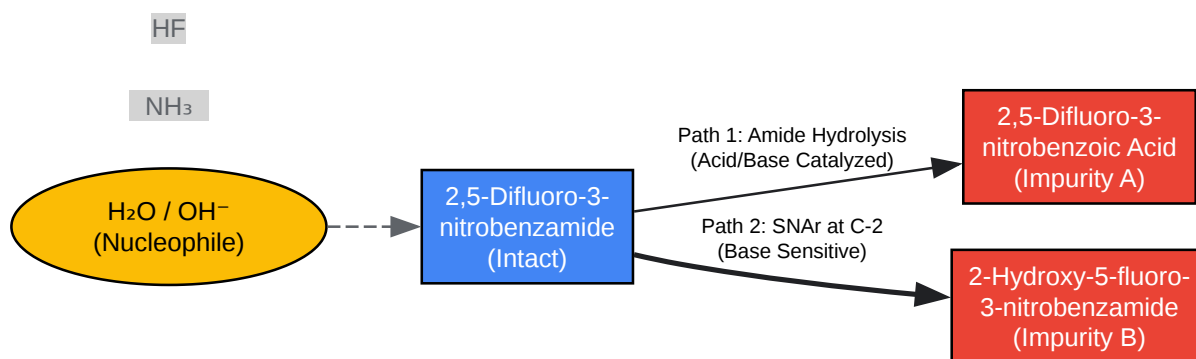 HF
NH₃
H₂O / OH⁻
(Nucleophile)
2,5-Difluoro-3-
nitrobenzamide
(Intact)
Path 1: Amide Hydrolysis
(Acid/Base Catalyzed)
Path 2: SNAr at C-2
(Base Sensitive)
2,5-Difluoro-3-
nitrobenzoic Acid
(Impurity A)
2-Hydroxy-5-fluoro-
3-nitrobenzamide
(Impurity B)